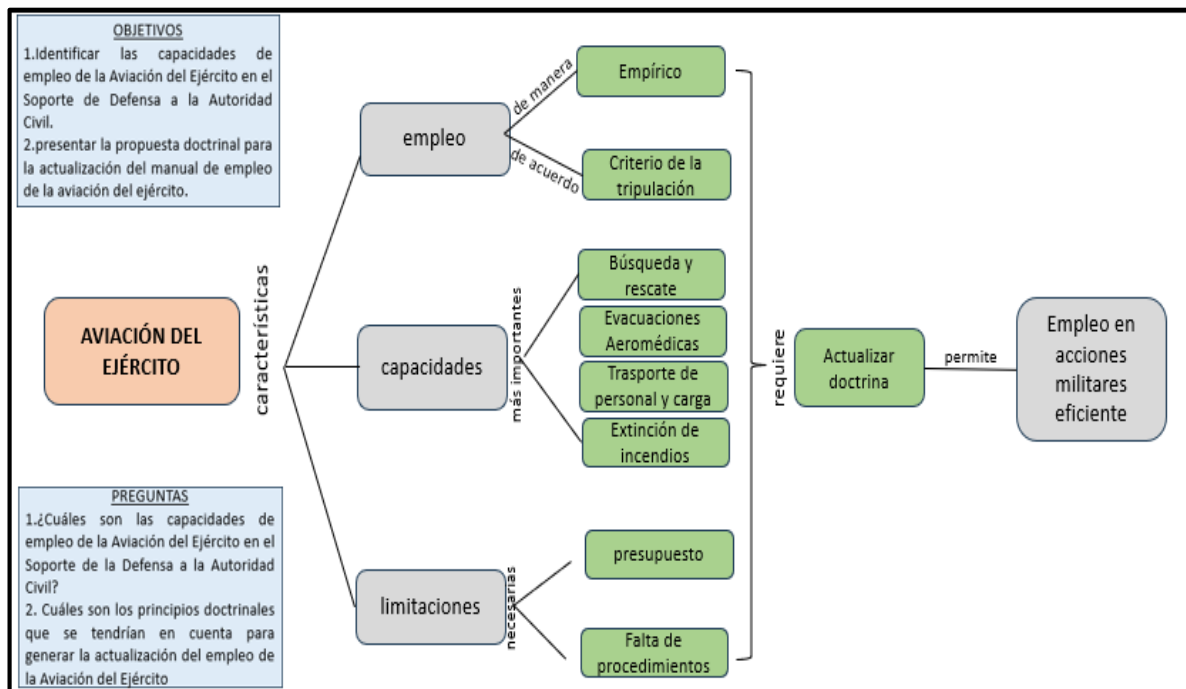 OBJETIVOS
1.Identificar las capacidades de
empleo de la Aviación del Ejército en el
Soporte de Defensa a la Autoridad
Civil.
2.presentar la propuesta doctrinal para
la actualización del manual de empleo
de la aviación del ejército.
AVIACIÓN DEL
EJÉRCITO
características
empleo
de manera
Empírico
de acuerdo
Criterio de la
tripulación
capacidades
más importantes
Búsqueda y
rescate
Evacuaciones
Aeromédicas
Trasporte de
personal y carga
Extinción de
incendios
limitaciones
necesarias
presupuesto
Falta de
procedimientos
requiere
Actualizar
doctrina
permite
Empleo en
acciones
militares
eficiente
PREGUNTAS
1.¿Cuáles son las capacidades de
empleo de la Aviación del Ejército en el
Soporte de la Defensa a la Autoridad
Civil?
2. Cuáles son los principios doctrinales
que se tendrían en cuenta para
generar la actualización del empleo de
la Aviación del Ejército